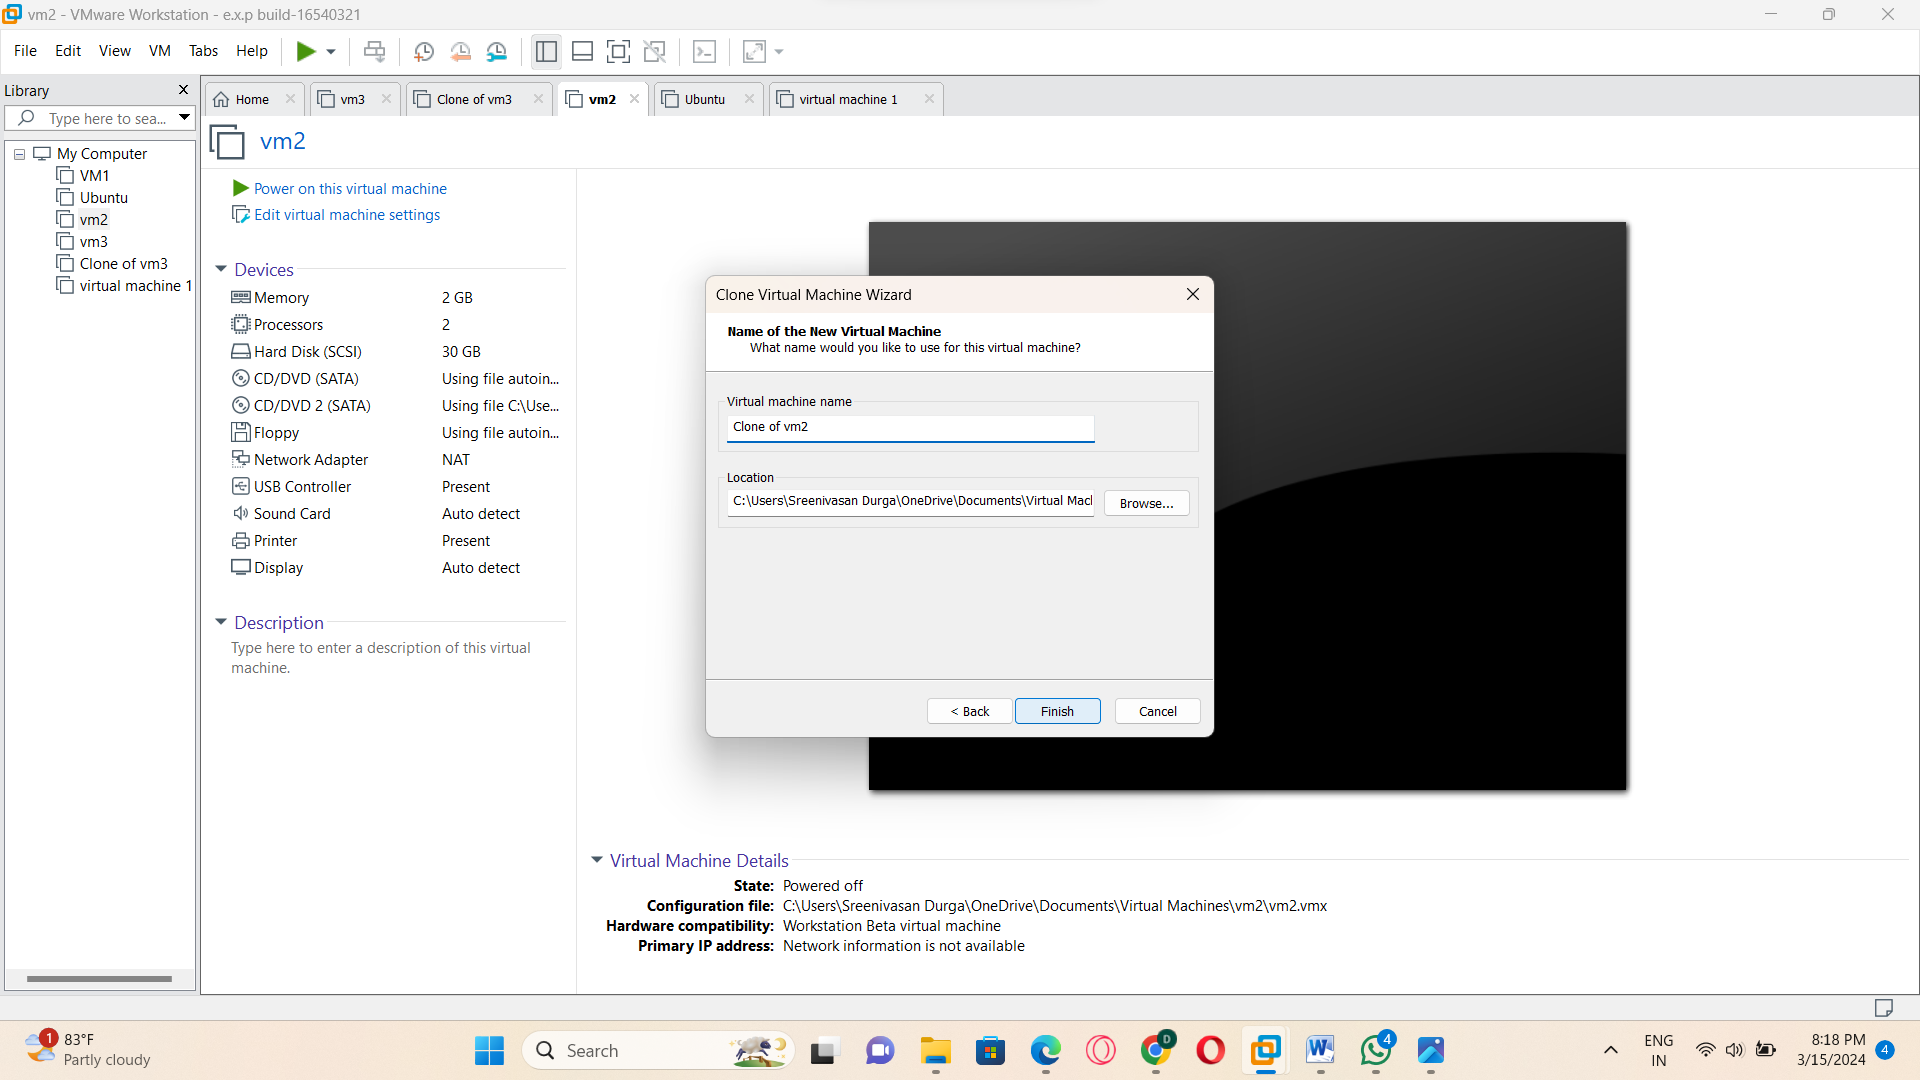 vm2 - VMware Workstation - e.x.p build-16540321
File Edit View VM Tabs Help
Library
Type here to sea...
My Computer
VM1
Ubuntu
vm2
vm3
Clone of vm3
virtual machine 1
Home vm3 Clone of vm3 vm2 Ubuntu virtual machine 1
vm2
Power on this virtual machine
Edit virtual machine settings
Devices
Memory 2 GB
Processors 2
Hard Disk (SCSI) 30 GB
CD/DVD (SATA) Using file autoin...
CD/DVD 2 (SATA) Using file C:\Use...
Floppy Using file autoin...
Network Adapter NAT
USB Controller Present
Sound Card Auto detect
Printer Present
Display Auto detect
Description
Type here to enter a description of this virtual
machine.
Clone Virtual Machine Wizard
Name of the New Virtual Machine
What name would you like to use for this virtual machine?
Virtual machine name
Clone of vm2
Location
C:\Users\Sreenivasan Durga\OneDrive\Documents\Virtual Macl
Browse...
< Back Finish Cancel
Virtual Machine Details
State: Powered off
Configuration file: C:\Users\Sreenivasan Durga\OneDrive\Documents\Virtual Machines\vm2\vm2.vmx
Hardware compatibility: Workstation Beta virtual machine
Primary IP address: Network information is not available
1
83°F
Partly cloudy
Search
D
W
4
ENG
IN
8:18 PM
3/15/2024
4